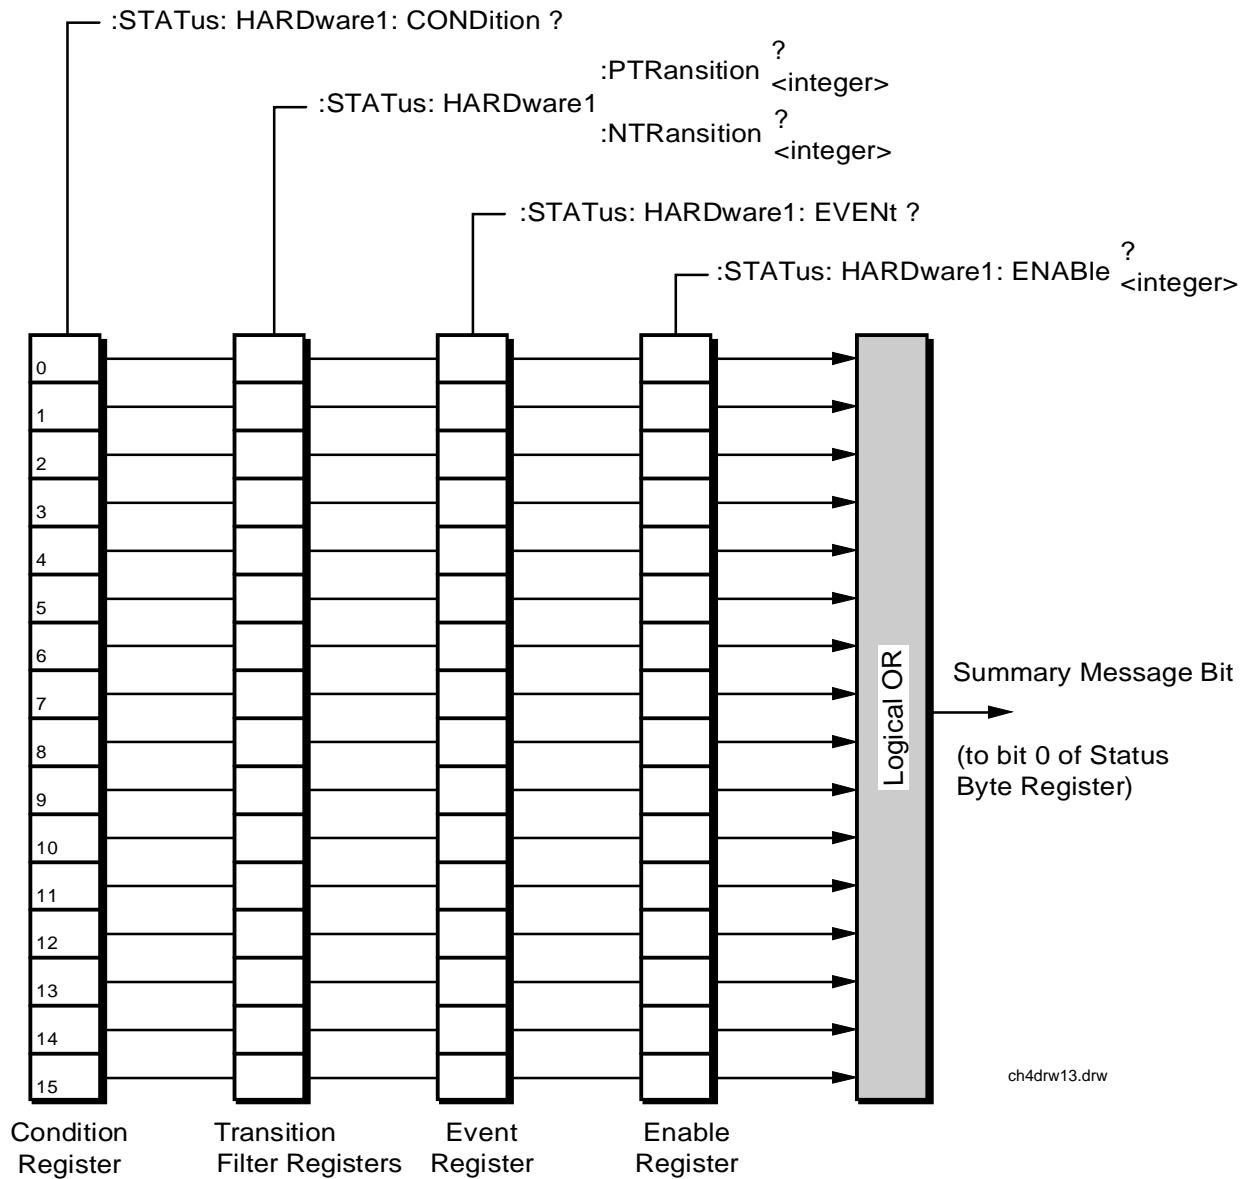 :STATus: HARDware1: CONDition ?
:STATus: HARDware1
:PTRansition ?
<integer>
:NTRansition ?
<integer>
:STATus: HARDware1: EVENt ?
:STATus: HARDware1: ENABle ?
<integer>
0
1
2
3
4
5
6
7
8
9
10
11
12
13
14
15
Logical OR
Summary Message Bit
(to bit 0 of Status
Byte Register)
ch4drw13.drw
Condition
Register
Transition
Filter Registers
Event
Register
Enable
Register